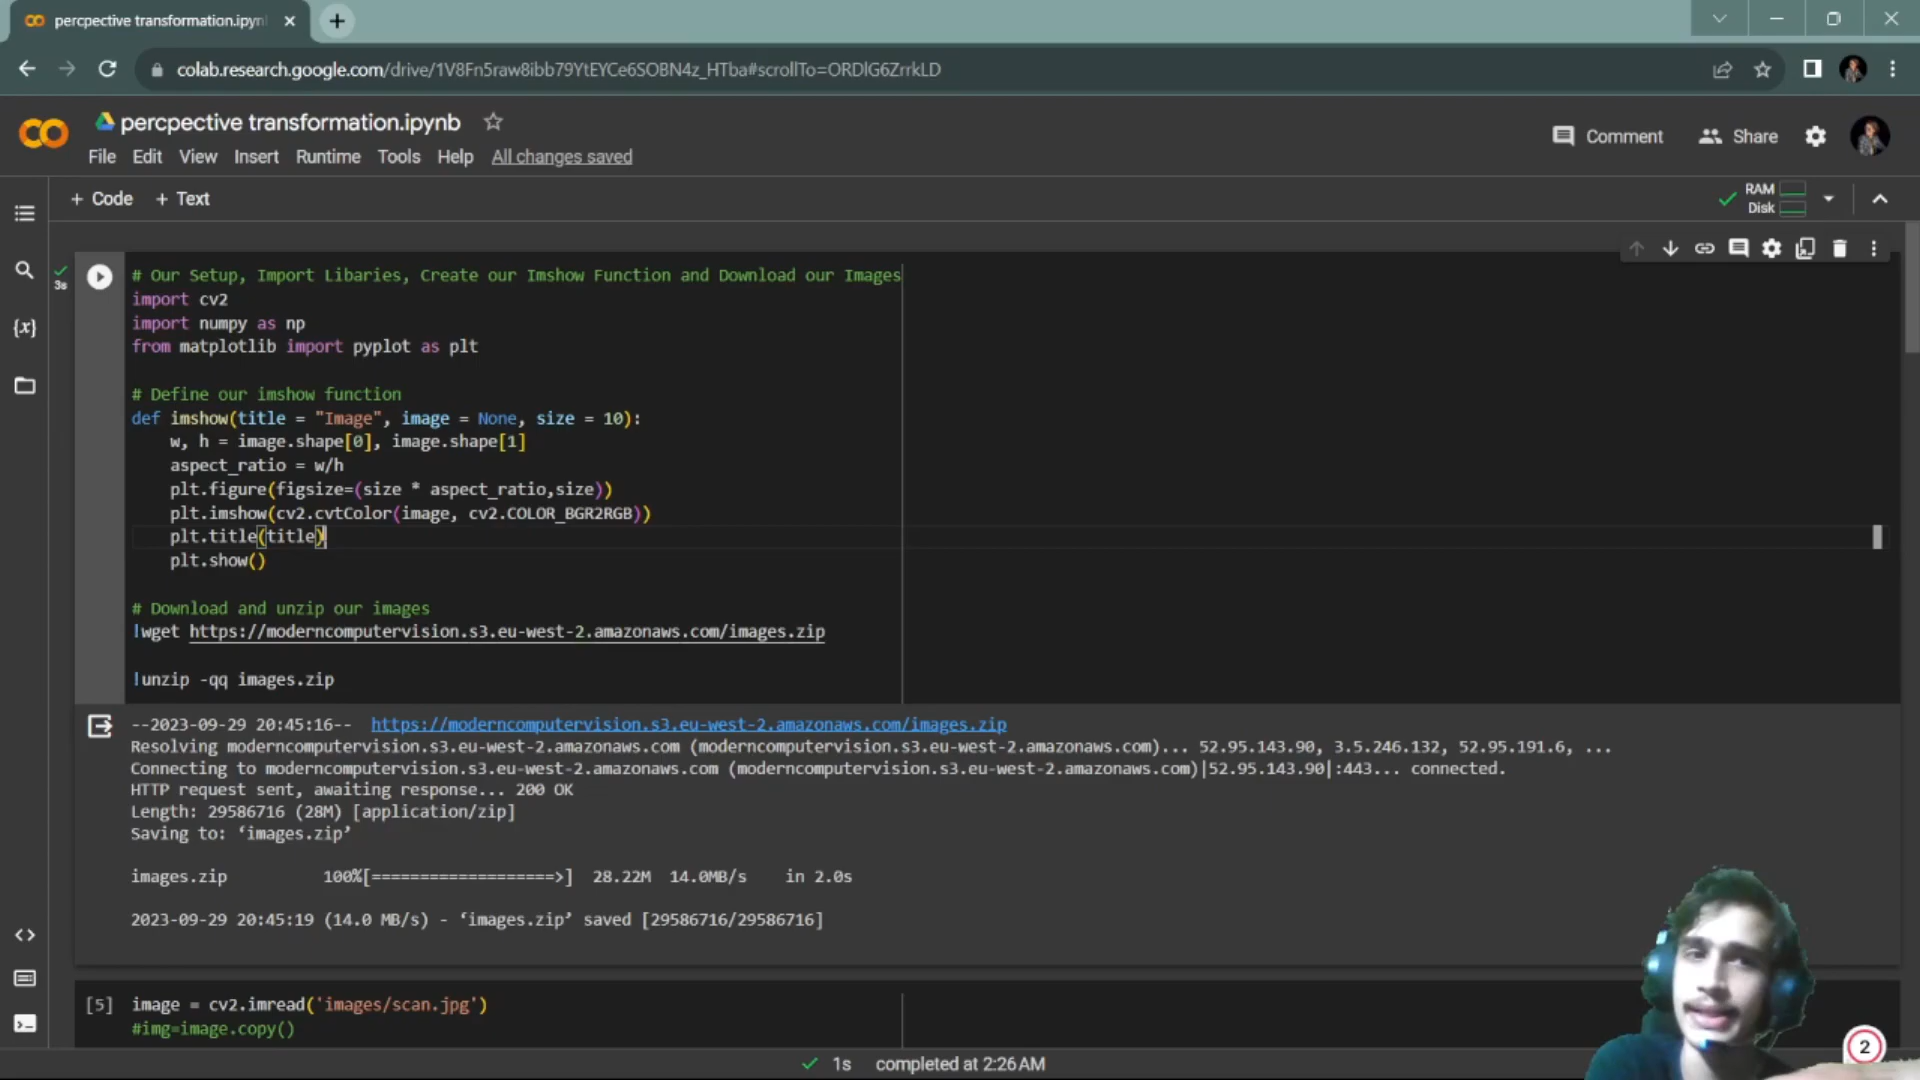 percpective transformation.ipyn
colab.research.google.com/drive/1V8Fn5raw8ibb79YtEYCe6SOBN4z_HTba#scrollTo=ORDlG6ZrrkLD
percpective transformation.ipynb
Comment
Share
File Edit View Insert Runtime Tools Help All changes saved
+ Code + Text
RAM
Disk
3s
# Our Setup, Import Libaries, Create our Imshow Function and Download our Images
import cv2
import numpy as np
from matplotlib import pyplot as plt
# Define our imshow function
def imshow(title = "Image", image = None, size = 10):
w, h = image.shape[0], image.shape[1]
aspect_ratio = w/h
plt.figure(figsize=(size * aspect_ratio,size))
plt.imshow(cv2.cvtColor(image, cv2.COLOR_BGR2RGB))
plt.title(title)
plt.show()
# Download and unzip our images
!wget https://moderncomputervision.s3.eu-west-2.amazonaws.com/images.zip
!unzip -qq images.zip
--2023-09-29 20:45:16-- https://moderncomputervision.s3.eu-west-2.amazonaws.com/images.zip
Resolving moderncomputervision.s3.eu-west-2.amazonaws.com (moderncomputervision.s3.eu-west-2.amazonaws.com)... 52.95.143.90, 3.5.246.132, 52.95.191.6, ...
Connecting to moderncomputervision.s3.eu-west-2.amazonaws.com (moderncomputervision.s3.eu-west-2.amazonaws.com)|52.95.143.90|:443... connected.
HTTP request sent, awaiting response... 200 OK
Length: 29586716 (28M) [application/zip]
Saving to: ‘images.zip’
images.zip 100%[===================>] 28.22M 14.0MB/s in 2.0s
2023-09-29 20:45:19 (14.0 MB/s) - ‘images.zip’ saved [29586716/29586716]
[5] image = cv2.imread('images/scan.jpg')
#img=image.copy()
1s completed at 2:26 AM
2